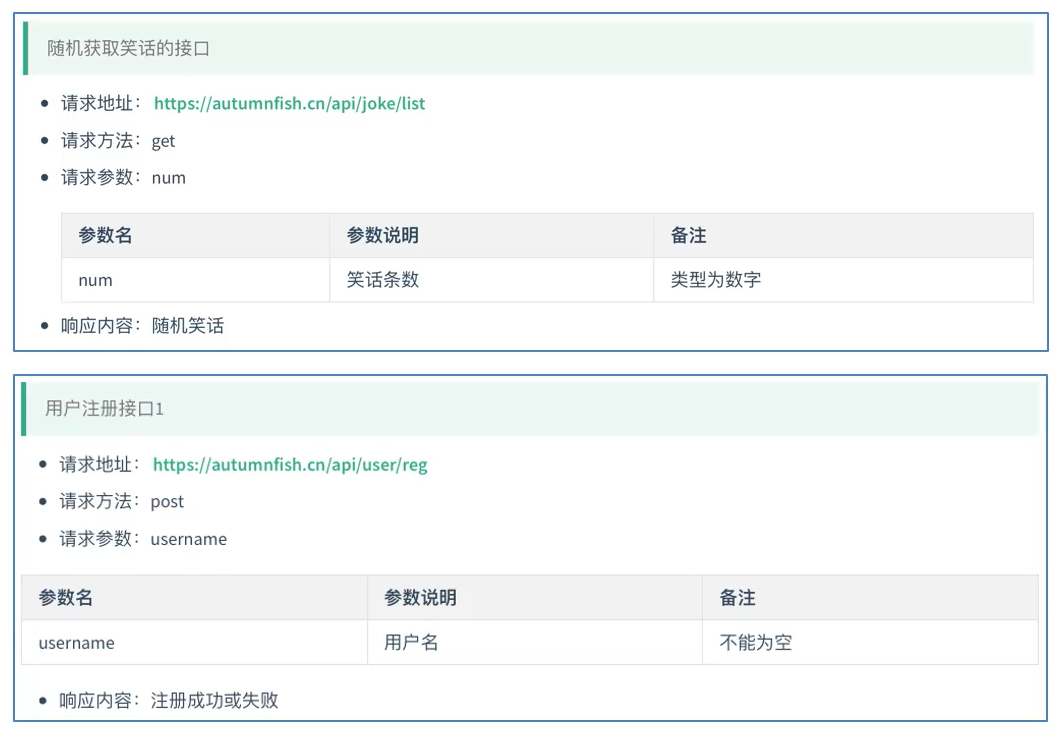 随机获取笑话的接口
请求地址：https://autumnfish.cn/api/joke/list
请求方法：get
请求参数：num
参数名 参数说明 备注
num 笑话条数 类型为数字
响应内容：随机笑话
用户注册接口1
请求地址：https://autumnfish.cn/api/user/reg
请求方法：post
请求参数：username
参数名 参数说明 备注
username 用户名 不能为空
响应内容：注册成功或失败